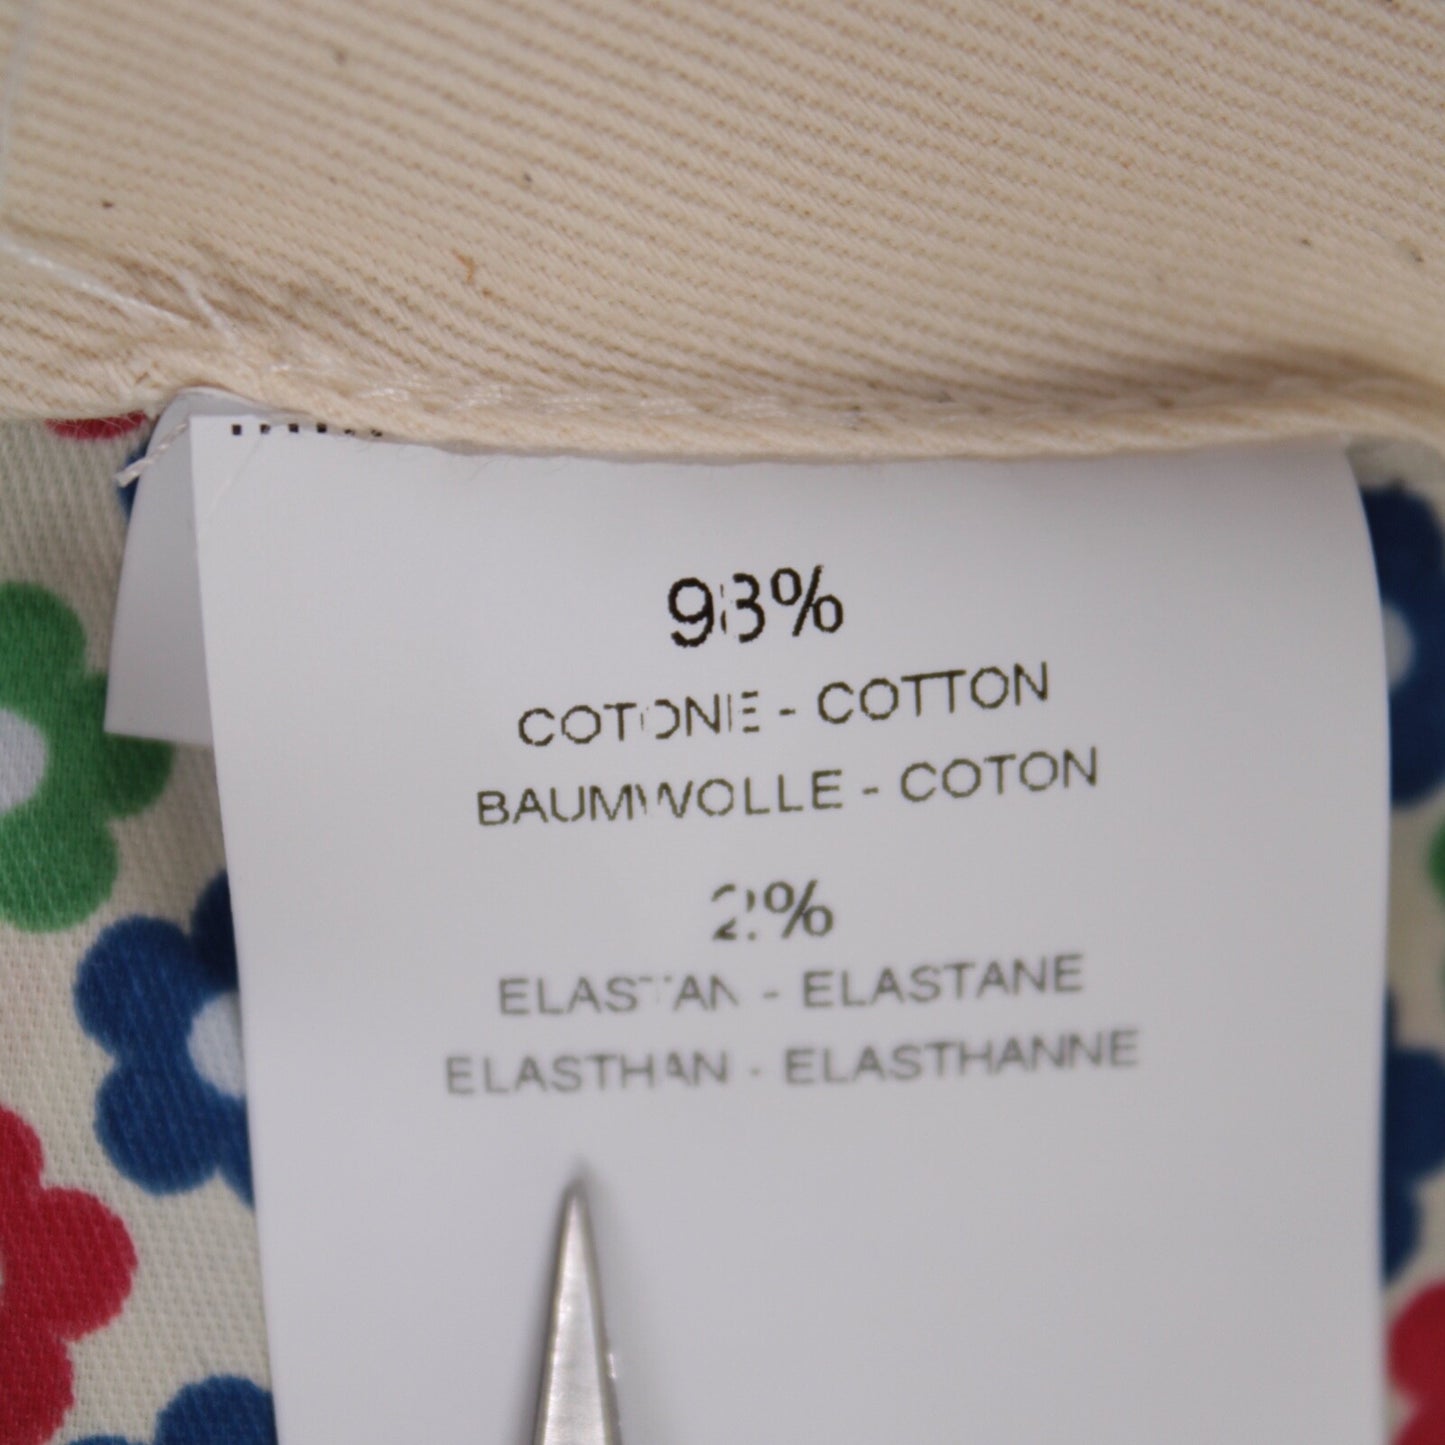 98%
COTONE - COTTON
BAUMWOLLE - COTON
2%
ELASTAN - ELASTANE
ELASTHAN - ELASTHANNE